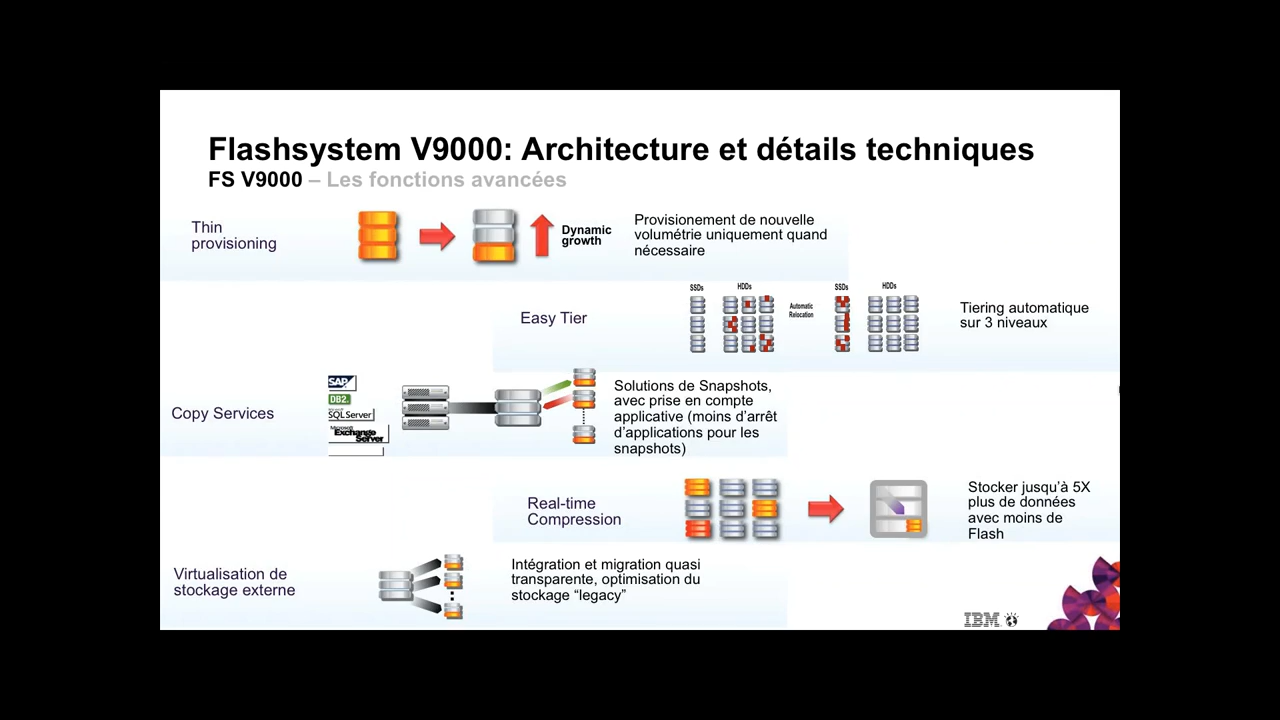 Flashsystem V9000: Architecture et détails techniques
FS V9000 – Les fonctions avancées
Thin
provisioning
Dynamic
growth
Provisionement de nouvelle
volumétrie uniquement quand
nécessaire
Easy Tier
SSDs
HDDs
Automatic
Relocation
SSDs
HDDs
Tiering automatique
sur 3 niveaux
Copy Services
SAP
DB2.
Microsoft
SQL Server
Microsoft
Exchange
Server
Solutions de Snapshots,
avec prise en compte
applicative (moins d’arrêt
d’applications pour les
snapshots)
Real-time
Compression
Stocker jusqu’à 5X
plus de données
avec moins de
Flash
Virtualisation de
stockage externe
Intégration et migration quasi
transparente, optimisation du
stockage “legacy”
IBM